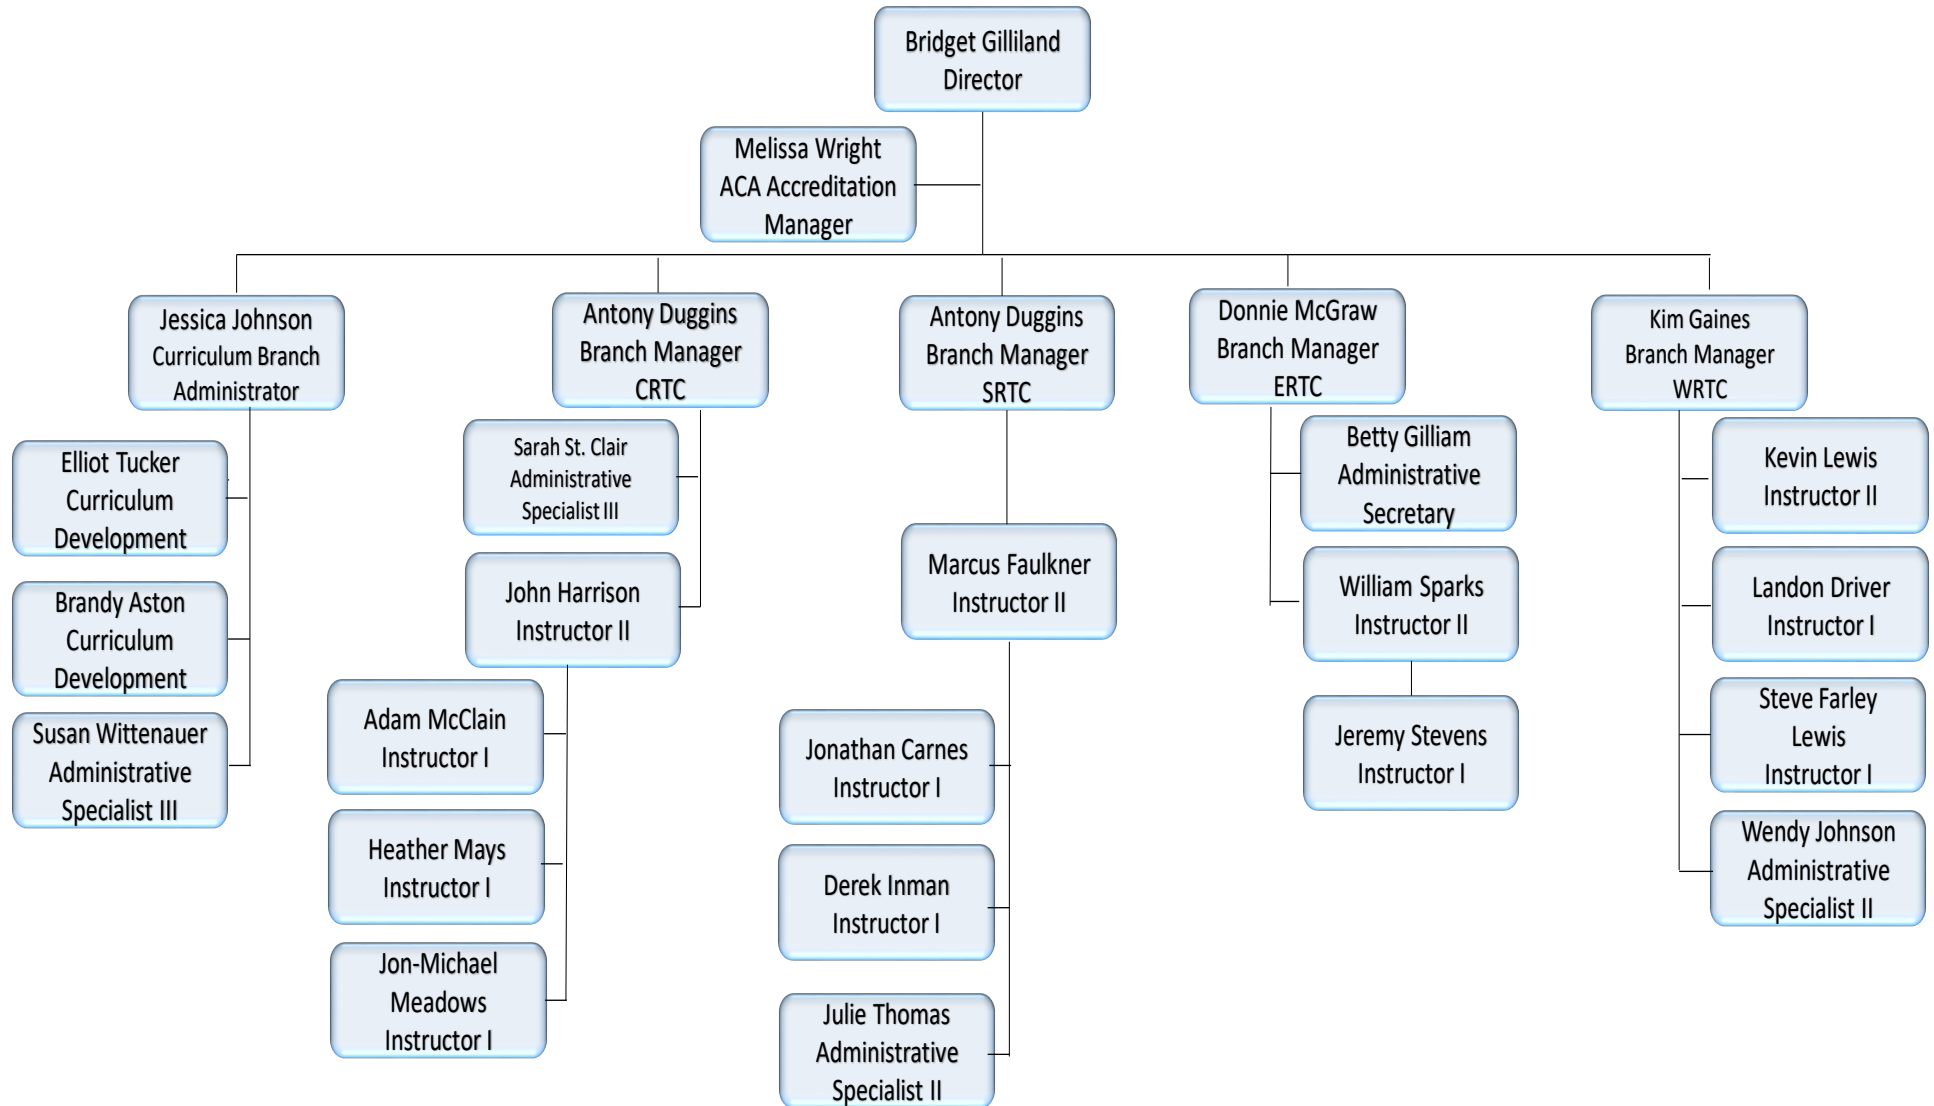 Bridget Gilliland
Director
Melissa Wright
ACA Accreditation
Manager
Jessica Johnson
Curriculum Branch
Administrator
Elliot Tucker
Curriculum
Development
Brandy Aston
Curriculum
Development
Susan Wittenauer
Administrative
Specialist III
Antony Duggins
Branch Manager
CRTC
Sarah St. Clair
Administrative
Specialist III
John Harrison
Instructor II
Adam McClain
Instructor I
Heather Mays
Instructor I
Jon-Michael
Meadows
Instructor I
Antony Duggins
Branch Manager
SRTC
Marcus Faulkner
Instructor II
Jonathan Carnes
Instructor I
Derek Inman
Instructor I
Julie Thomas
Administrative
Specialist II
Donnie McGraw
Branch Manager
ERTC
Betty Gilliam
Administrative
Secretary
William Sparks
Instructor II
Jeremy Stevens
Instructor I
Kim Gaines
Branch Manager
WRTC
Kevin Lewis
Instructor II
Landon Driver
Instructor I
Steve Farley
Lewis
Instructor I
Wendy Johnson
Administrative
Specialist II